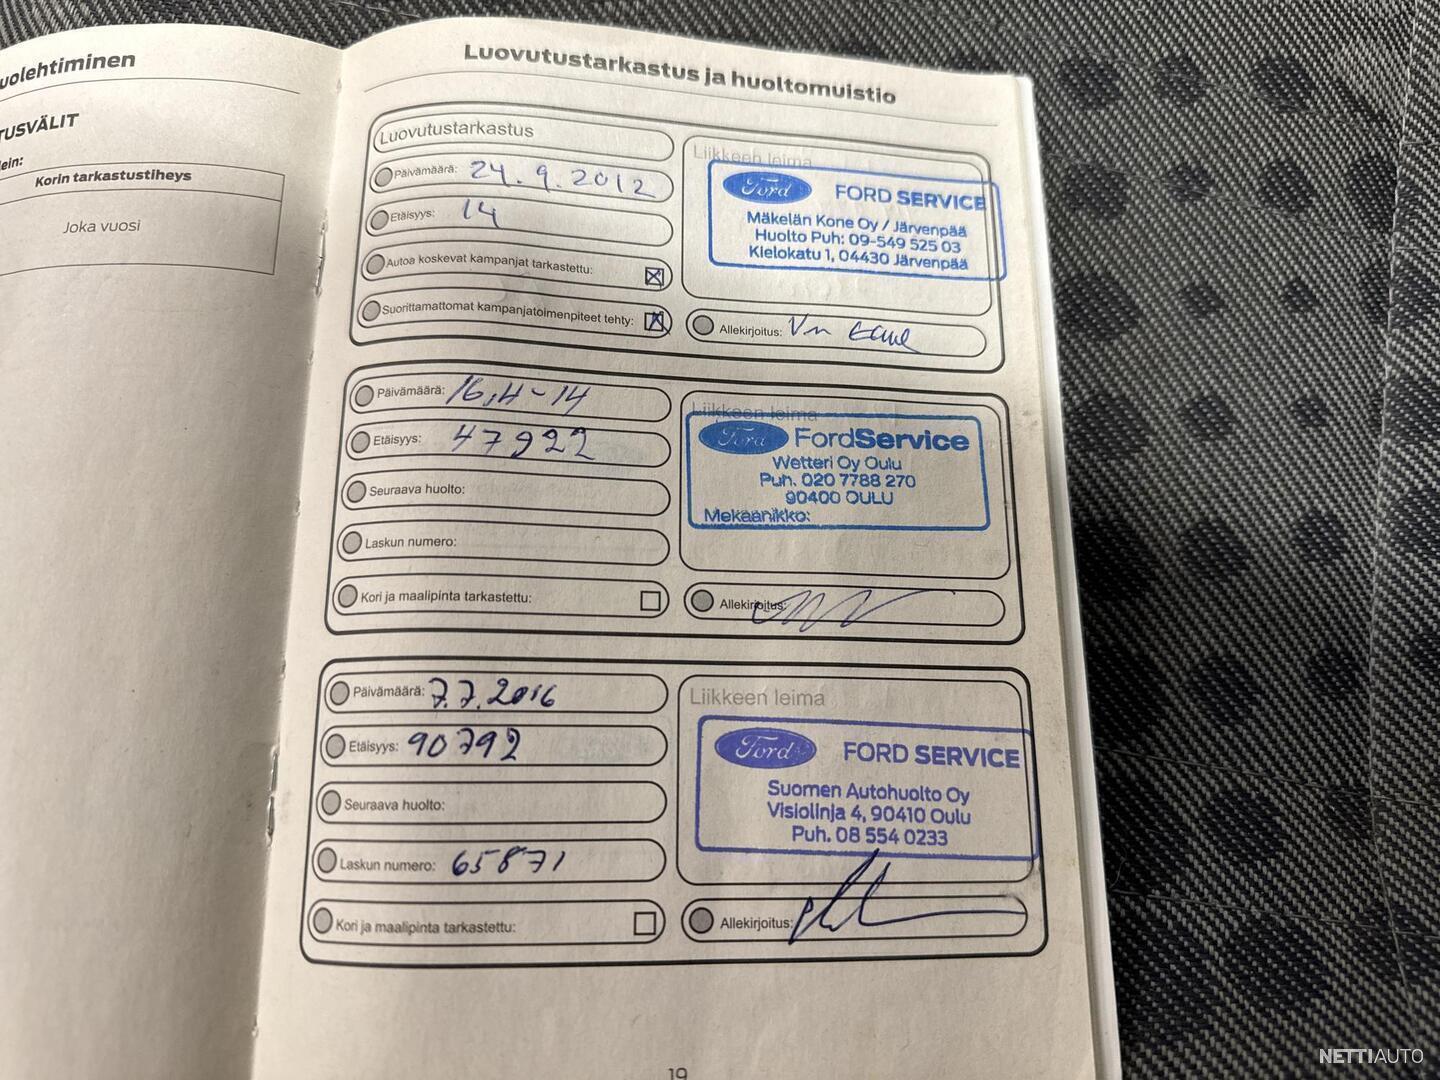 uolehtiminen
TUSVÄLIT
lein:
Korin tarkastustiheys
Joka vuosi
Luovutustarkastus ja huoltomuistio
Luovutustarkastus
Päivämäärä: 24.9.2012
Etäisyys: 14
Autoa koskevat kampanjat tarkastettu:
Suorittamattomat kampanjatoimenpiteet tehty:
Liikkeen leima
Ford FORD SERVICE
Mäkelän Kone Oy / Järvenpää
Huolto Puh: 09-549 525 03
Kielokatu 1, 04430 Järvenpää
Allekirjoitus:
Päivämäärä: 16,4-14
Etäisyys: 47922
Seuraava huolto:
Laskun numero:
Kori ja maalipinta tarkastettu:
Liikkeen leima
Ford FordService
Wetteri Oy Oulu
Puh. 020 7788 270
90400 OULU
Mekaanikko:
Allekirjoitus:
Päivämäärä: 7.7.2016
Etäisyys: 90792
Seuraava huolto:
Laskun numero: 65871
Kori ja maalipinta tarkastettu:
Liikkeen leima
Ford FORD SERVICE
Suomen Autohuolto Oy
Visiolinja 4, 90410 Oulu
Puh. 08 554 0233
Allekirjoitus:
19
NETTIAUTO